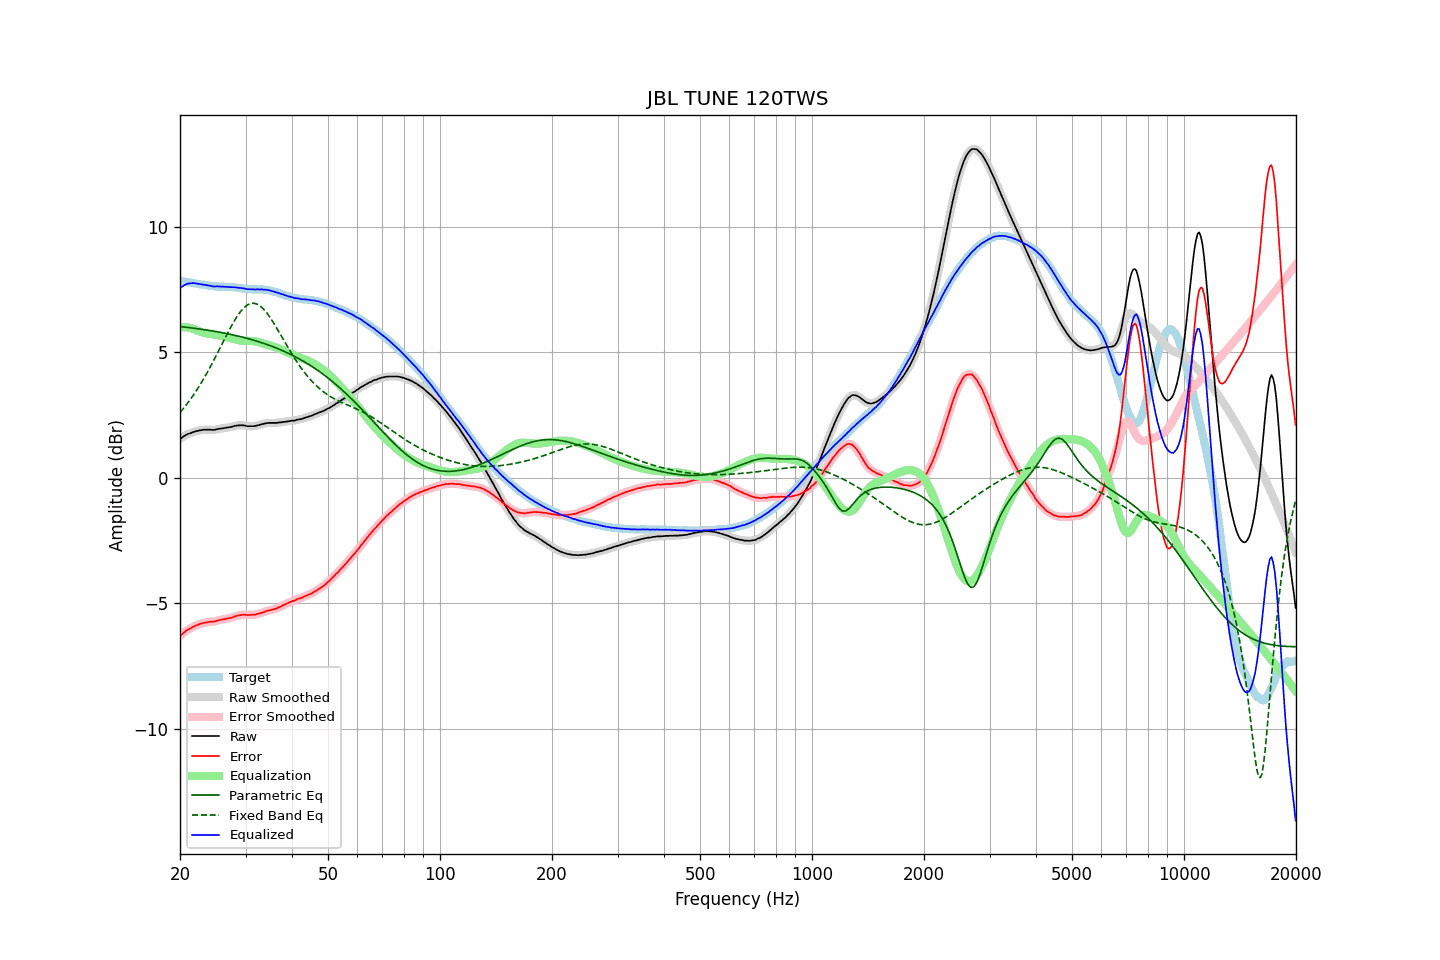 JBL TUNE 120TWS
Amplitude (dBr)
10
5
0
−5
−10
Target
Raw Smoothed
Error Smoothed
Raw
Error
Equalization
Parametric Eq
Fixed Band Eq
Equalized
20 50 100 200 500 1000 2000 5000 10000 20000
Frequency (Hz)